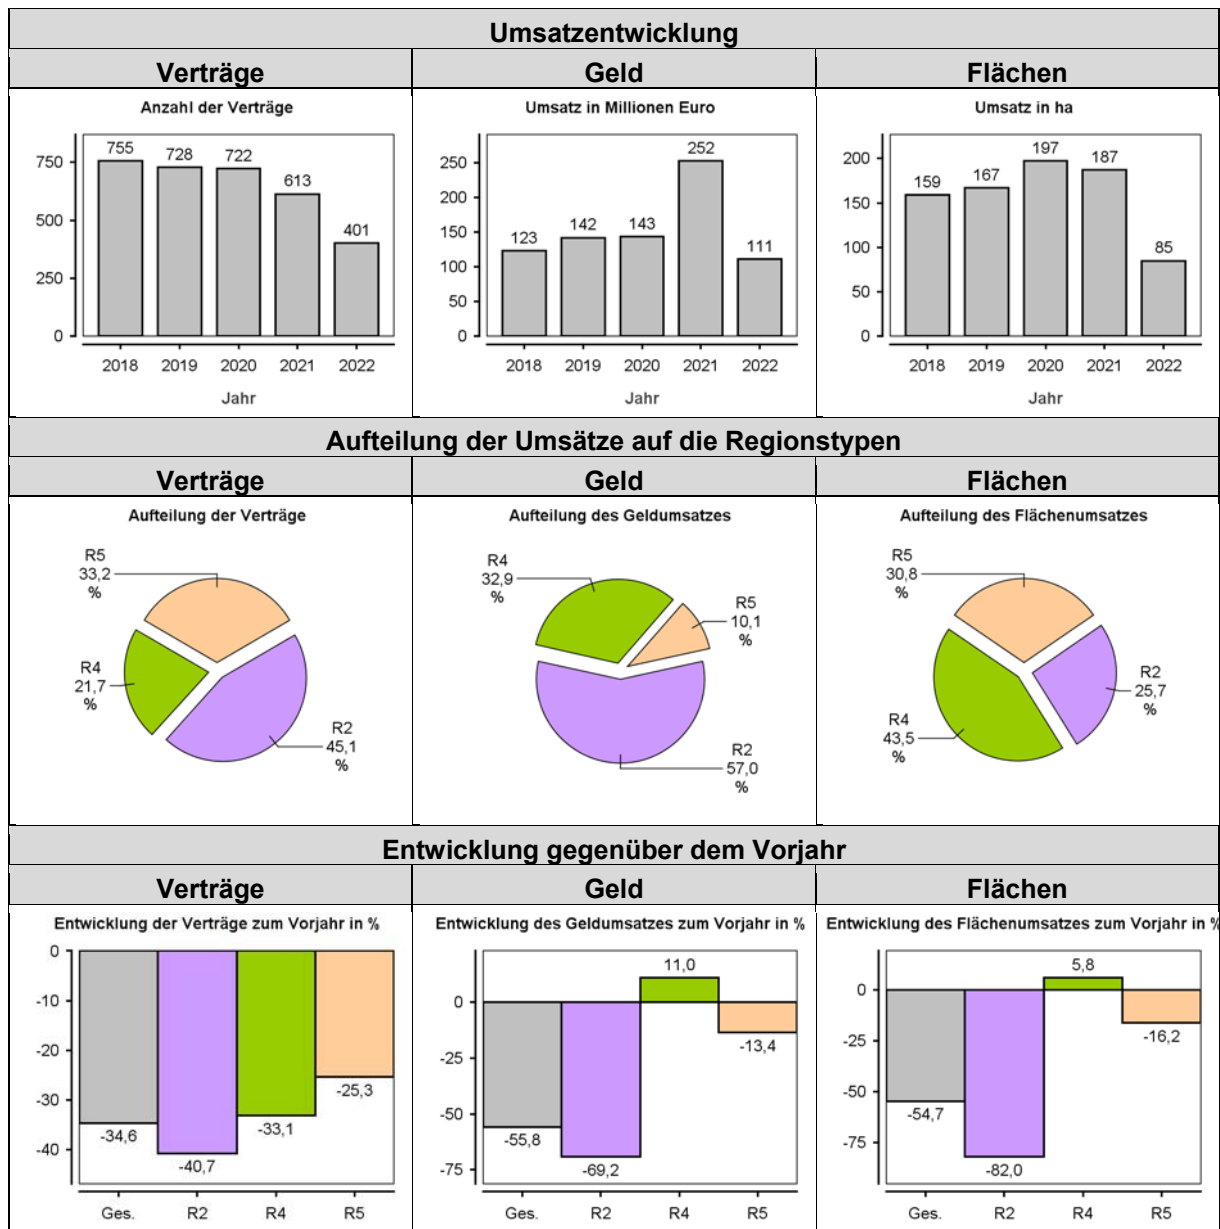 Umsatzentwicklung
Verträge Geld Flächen
Anzahl der Verträge
750
500
250
0
755
728
722
613
401
2018 2019 2020 2021 2022
Jahr
Umsatz in Millionen Euro
250
200
150
100
50
0
123
142
143
252
111
2018 2019 2020 2021 2022
Jahr
Umsatz in ha
200
150
100
50
0
159
167
197
187
85
2018 2019 2020 2021 2022
Jahr
Aufteilung der Umsätze auf die Regionstypen
Verträge Geld Flächen
Aufteilung der Verträge
R5
33,2
%
R4
21,7
%
R2
45,1
%
Aufteilung des Geldumsatzes
R4
32,9
%
R5
10,1
%
R2
57,0
%
Aufteilung des Flächenumsatzes
R5
30,8
%
R2
25,7
%
R4
43,5
%
Entwicklung gegenüber dem Vorjahr
Verträge Geld Flächen
Entwicklung der Verträge zum Vorjahr in %
0
-10
-20
-30
-40
-34,6
-40,7
-33,1
-25,3
Ges. R2 R4 R5
Entwicklung des Geldumsatzes zum Vorjahr in %
0
-25
-50
-75
-55,8
-69,2
11,0
-13,4
Ges. R2 R4 R5
Entwicklung des Flächenumsatzes zum Vorjahr in %
0
-25
-50
-75
-54,7
-82,0
5,8
-16,2
Ges. R2 R4 R5